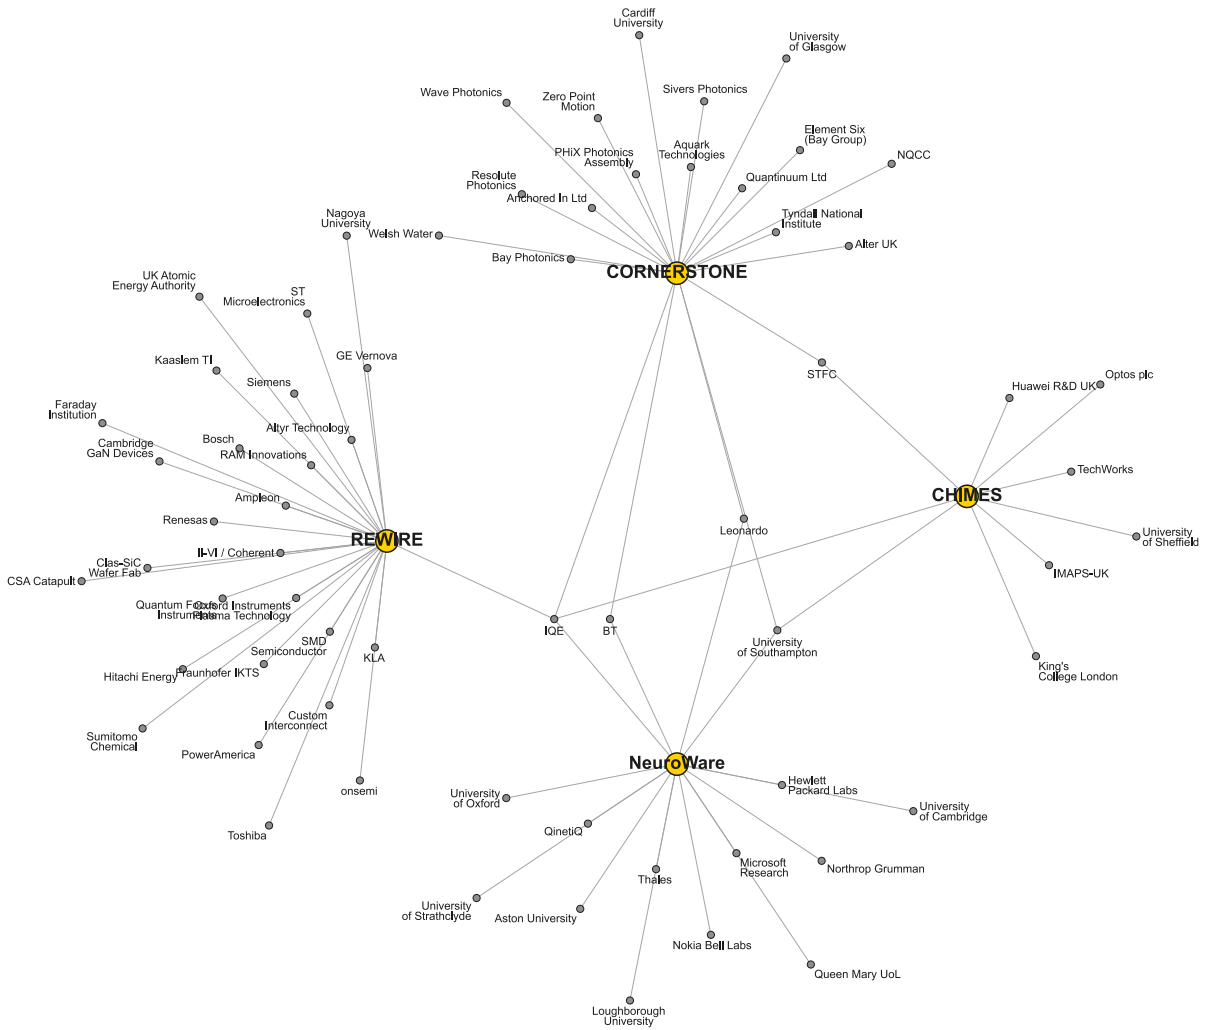 Cardiff
University
University
of Glasgow
Wave Photonics
Zero Point
Motion
Sivers Photonics
Element Six
(Bay Group)
NQCC
PHiX Photonics
Assembly
Aquark
Technologies
Resolute
Photonics
Quantinuum Ltd
Anchored In Ltd
Tyndall National
Institute
Nagoya
University
Welsh Water
Alter UK
Bay Photonics
CORNERSTONE
UK Atomic
Energy Authority
ST
Microelectronics
GE Vernova
Kaaslem TI
Siemens
STFC
Huawei R&D UK
Optos plc
Faraday
Institution
Altyr Technology
Cambridge
GaN Devices
Bosch
RAM Innovations
TechWorks
Ampleon
CHIMES
Renesas
Leonardo
University
of Sheffield
REWIRE
II-VI / Coherent
Clas-SiC
Wafer Fab
CSA Catapult
IMAPS-UK
Quantum Focus
Instruments
Oxford Instruments
Plasma Technology
IQE
BT
University
of Southampton
SMD
Semiconductor
KLA
Hitachi Energy
Fraunhofer IKTS
King's
College London
Sumitomo
Chemical
Custom
Interconnect
PowerAmerica
NeuroWare
onsemi
University
of Oxford
Hewlett
Packard Labs
University
of Cambridge
Toshiba
QinetiQ
Thales
Microsoft
Research
Northrop Grumman
University
of Strathclyde
Aston University
Nokia Bell Labs
Queen Mary UoL
Loughborough
University